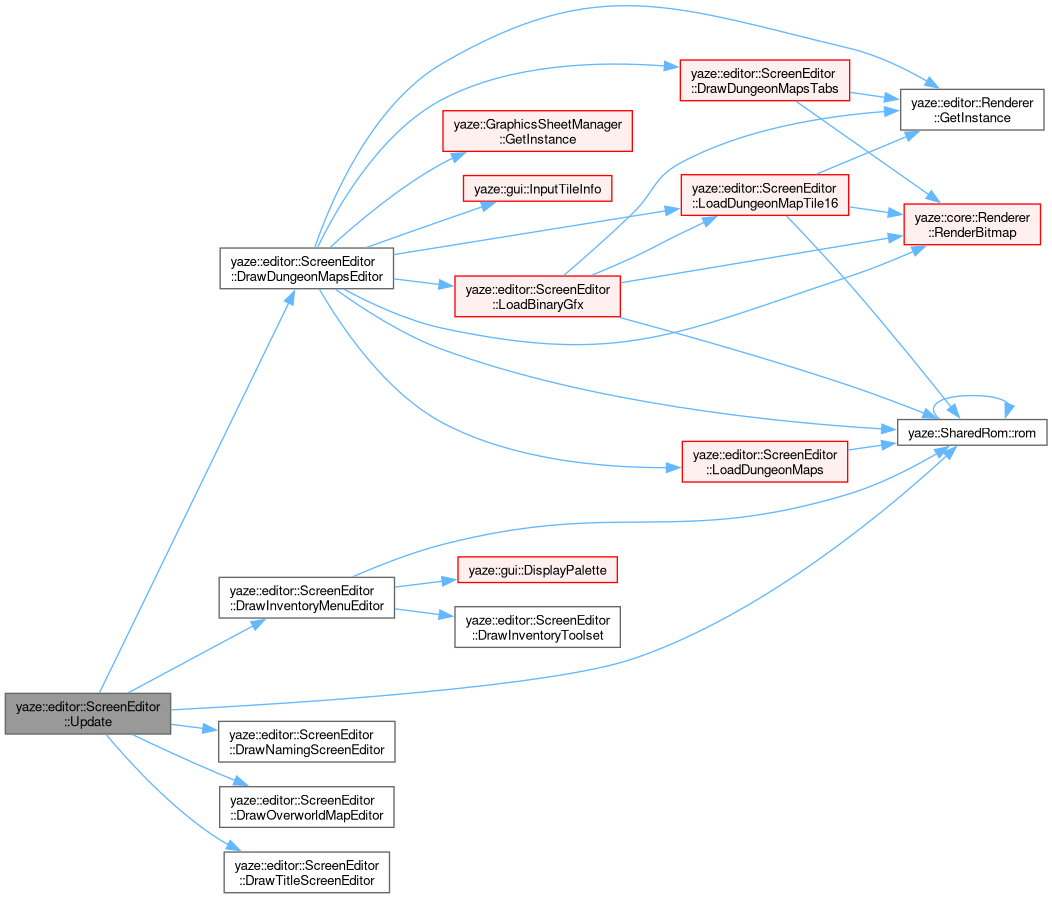 yaze::editor::ScreenEditor
::DrawDungeonMapsTabs
yaze::editor::Renderer
::GetInstance
yaze::GraphicsSheetManager
::GetInstance
yaze::gui::InputTileInfo
yaze::editor::ScreenEditor
::LoadDungeonMapTile16
yaze::core::Renderer
::RenderBitmap
yaze::editor::ScreenEditor
::DrawDungeonMapsEditor
yaze::editor::ScreenEditor
::LoadBinaryGfx
yaze::SharedRom::rom
yaze::editor::ScreenEditor
::LoadDungeonMaps
yaze::gui::DisplayPalette
yaze::editor::ScreenEditor
::DrawInventoryMenuEditor
yaze::editor::ScreenEditor
::DrawInventoryToolset
yaze::editor::ScreenEditor
::Update
yaze::editor::ScreenEditor
::DrawNamingScreenEditor
yaze::editor::ScreenEditor
::DrawOverworldMapEditor
yaze::editor::ScreenEditor
::DrawTitleScreenEditor